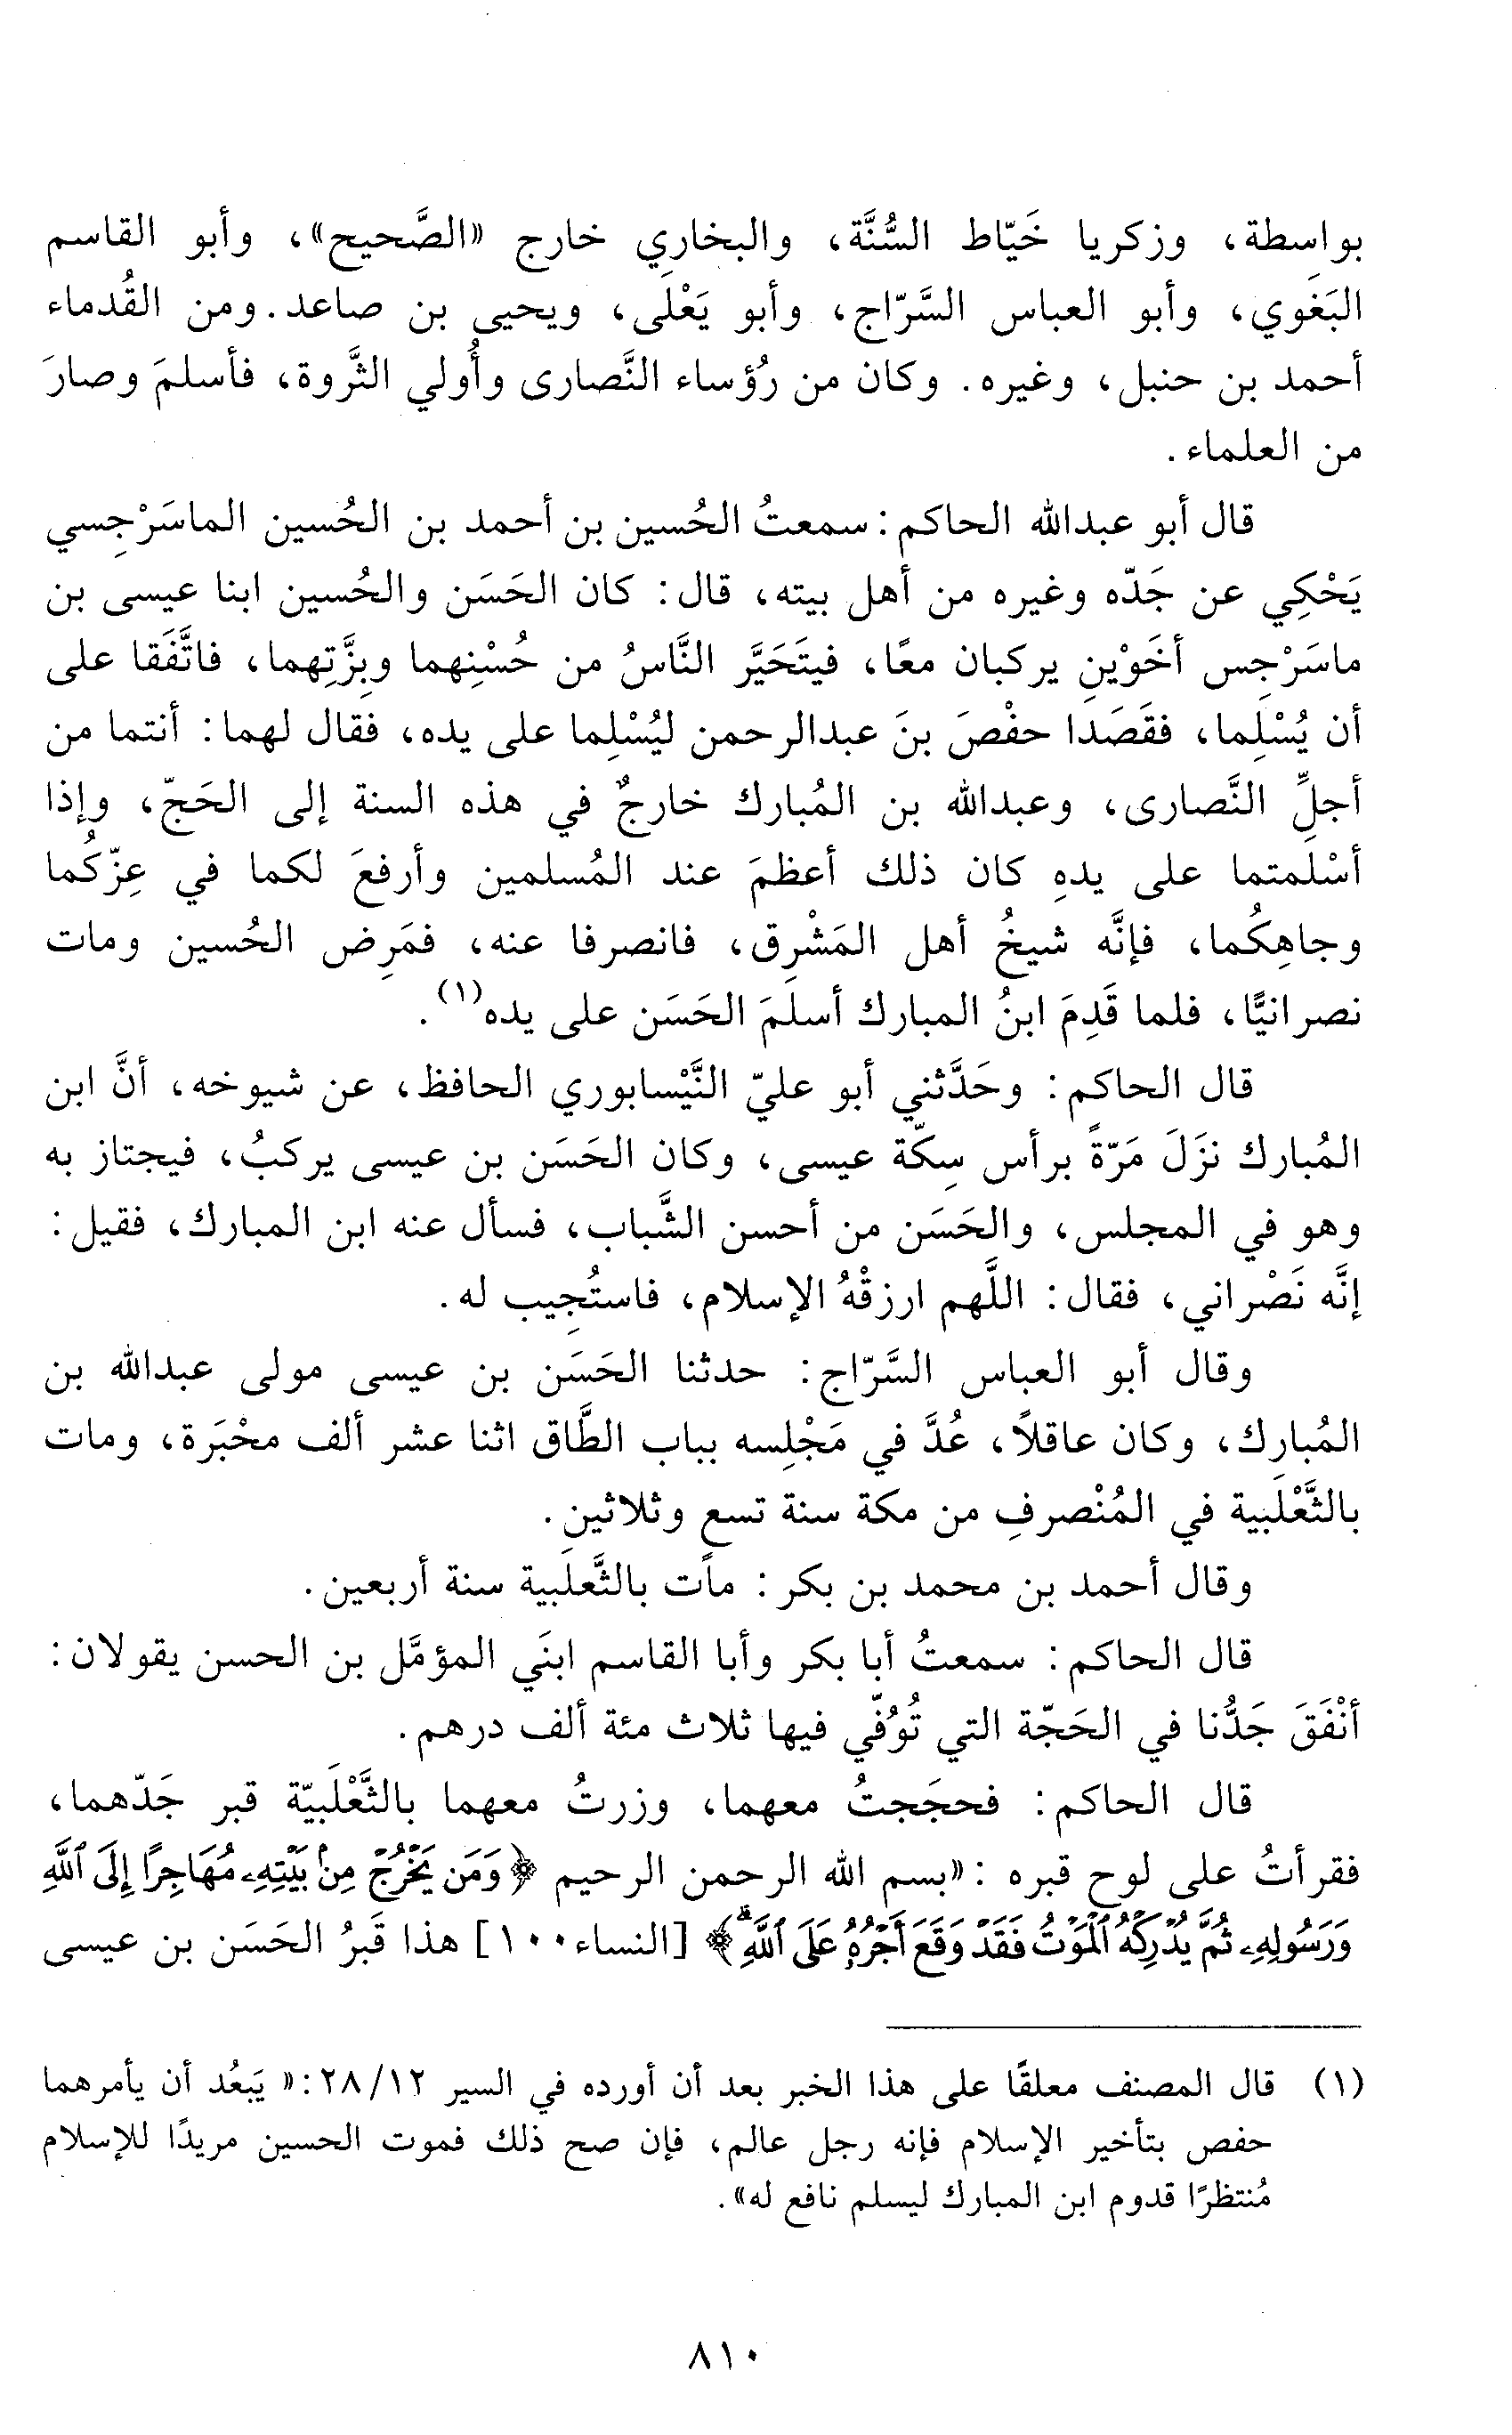 بواسطة، وزكريا خَيّاط السُّنَّة، والبخاري خارج «الصَّحيح»، وأبو القاسم
البَغَوي، وأبو العباس السَّرّاج، وأبو يَعْلَى، ويحيى بن صاعد. ومن القُدماء
أحمد بن حنبل، وغيره. وكان من رُؤساء النَّصارى وأُولي الثَّروة، فأسلمَ وصارَ
من العلماء.
قال أبو عبدالله الحاكم: سمعتُ الحُسين بن أحمد بن الحُسين الماسَرْجِسي
يَحْكِي عن جَدّه وغيره من أهل بيته، قال: كان الحَسَن والحُسين ابنا عيسى بن
ماسَرْجِس أخَوْينِ يركبان معًا، فيتَحَيَّر النَّاسُ من حُسْنِهما وبِزَّتِهما، فاتَّفَقا على
أن يُسْلِما، فقَصَدا حفْصَ بنَ عبدالرحمن ليُسْلِما على يده، فقال لهما: أنتما من
أجلِّ النَّصارى، وعبدالله بن المُبارك خارجٌ في هذه السنة إلى الحَجّ، وإذا
أسْلَمتما على يدهِ كان ذلك أعظمَ عند المُسلمين وأرفعَ لكما في عِزّكُما
وجاهِكُما، فإنَّه شيخُ أهل المَشْرِق، فانصرفا عنه، فمَرِض الحُسين ومات
نصرانيًّا، فلما قَدِمَ ابنُ المبارك أسلَمَ الحَسَن على يده(١).
قال الحاكم: وحَدَّثني أبو عليّ النَّيْسابوري الحافظ، عن شيوخه، أنَّ ابن
المُبارك نزَلَ مَرّةً برأس سِكّة عيسى، وكان الحَسَن بن عيسى يركبُ، فيجتاز به
وهو في المجلس، والحَسَن من أحسن الشَّباب، فسأل عنه ابن المبارك، فقيل:
إنَّه نَصْراني، فقال: اللَّهم ارزقْهُ الإسلام، فاستُجِيب له.
وقال أبو العباس السَّرّاج: حدثنا الحَسَن بن عيسى مولى عبدالله بن
المُبارك، وكان عاقلاً، عُدَّ في مَجْلِسه بباب الطَّاق اثنا عشر ألف محْبَرة، ومات
بالثَّعْلَبية في المُنْصرفِ من مكة سنة تسع وثلاثين.
وقال أحمد بن محمد بن بكر: مات بالثَّعلَبية سنة أربعين.
قال الحاكم: سمعتُ أبا بكر وأبا القاسم ابنَي المؤمَّل بن الحسن يقولان:
أنْفَقَ جَدُّنا في الحَجّة التي تُوُفّي فيها ثلاث مئة ألف درهم.
قال الحاكم: فحجَجتُ معهما، وزرتُ معهما بالثَّعْلَبيّة قبر جَدّهما،
فقرأتُ على لوح قبره: «بسم الله الرحمن الرحيم ﴿وَمَن يَخْرُجْ مِنۢ بَيْتِهِۦ مُهَاجِرًا إِلَى ٱللَّهِ
وَرَسُولِهِۦ ثُمَّ يُدْرِكْهُ ٱلْمَوْتُ فَقَدْ وَقَعَ أَجْرُهُۥ عَلَى ٱللَّهِ﴾ [النساء ١٠٠] هذا قَبرُ الحَسَن بن عيسى
(١) قال المصنف معلقًا على هذا الخبر بعد أن أورده في السير ٢٨/١٢: «يَبعُد أن يأمرهما
حفص بتأخير الإسلام فإنه رجل عالم، فإن صح ذلك فموت الحسين مريدًا للإسلام
مُنتظرًا قدوم ابن المبارك ليسلم نافع له».
٨١٠